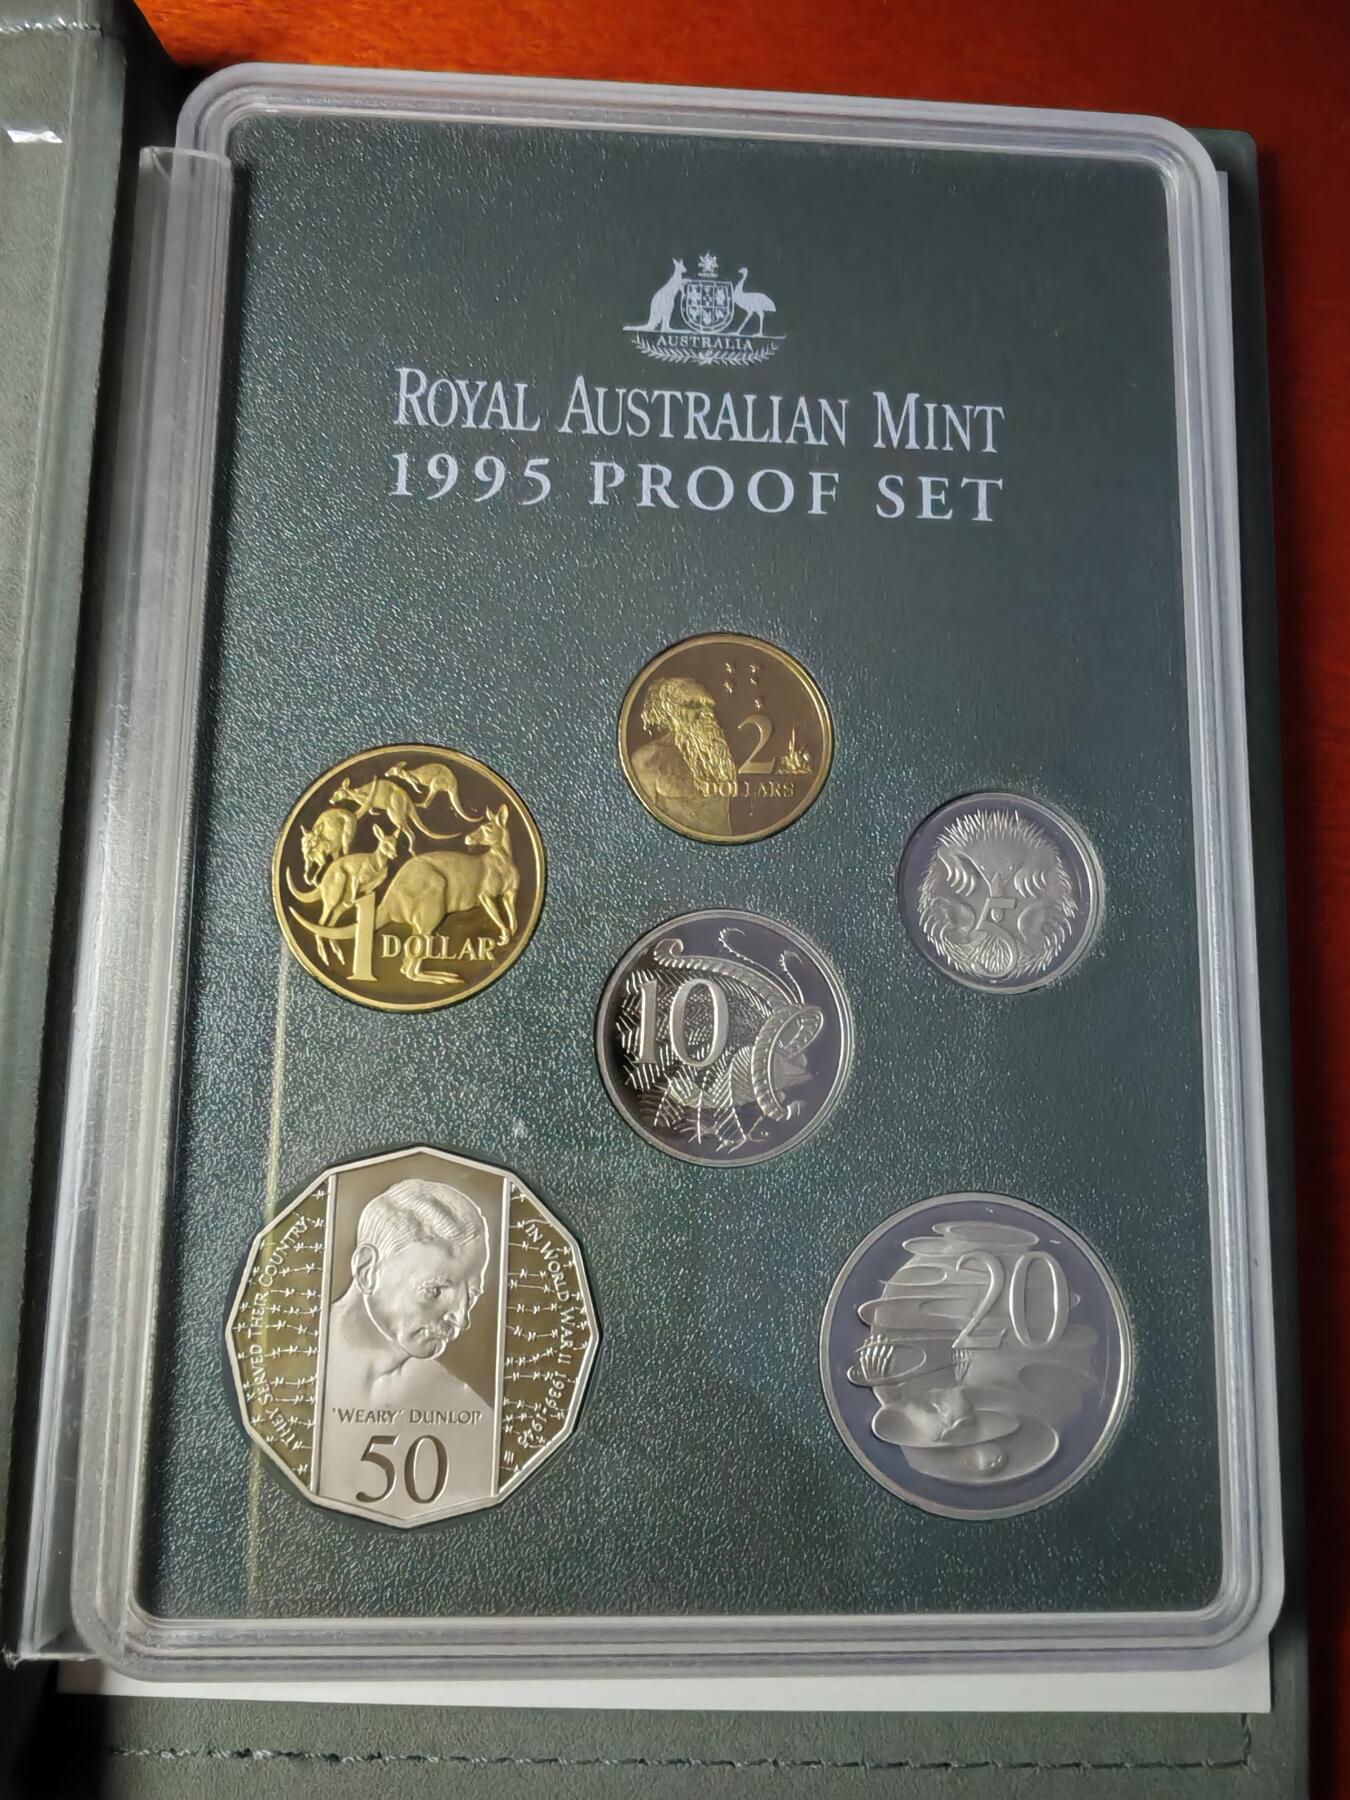 AUSTRALIA
ROYAL AUSTRALIAN MINT
1995 PROOF SET
2
DOLLARS
1 DOLLAR
5
10
THEY SERVED THEIR COUNTRY
IN WORLD WAR II 1939-1945
'WEARY' DUNLOP
50
20